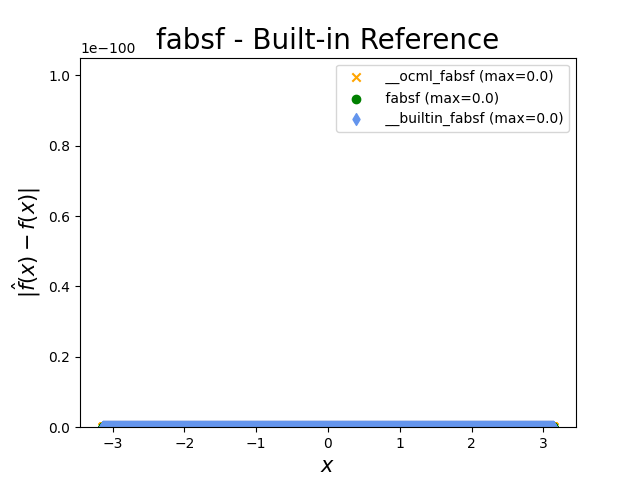 fabsf - Built-in Reference
1e−100
1.0
0.8
0.6
0.4
0.2
0.0
|f̂(x) − f(x)|
__ocml_fabsf (max=0.0)
fabsf (max=0.0)
__builtin_fabsf (max=0.0)
−3 −2 −1 0 1 2 3
x